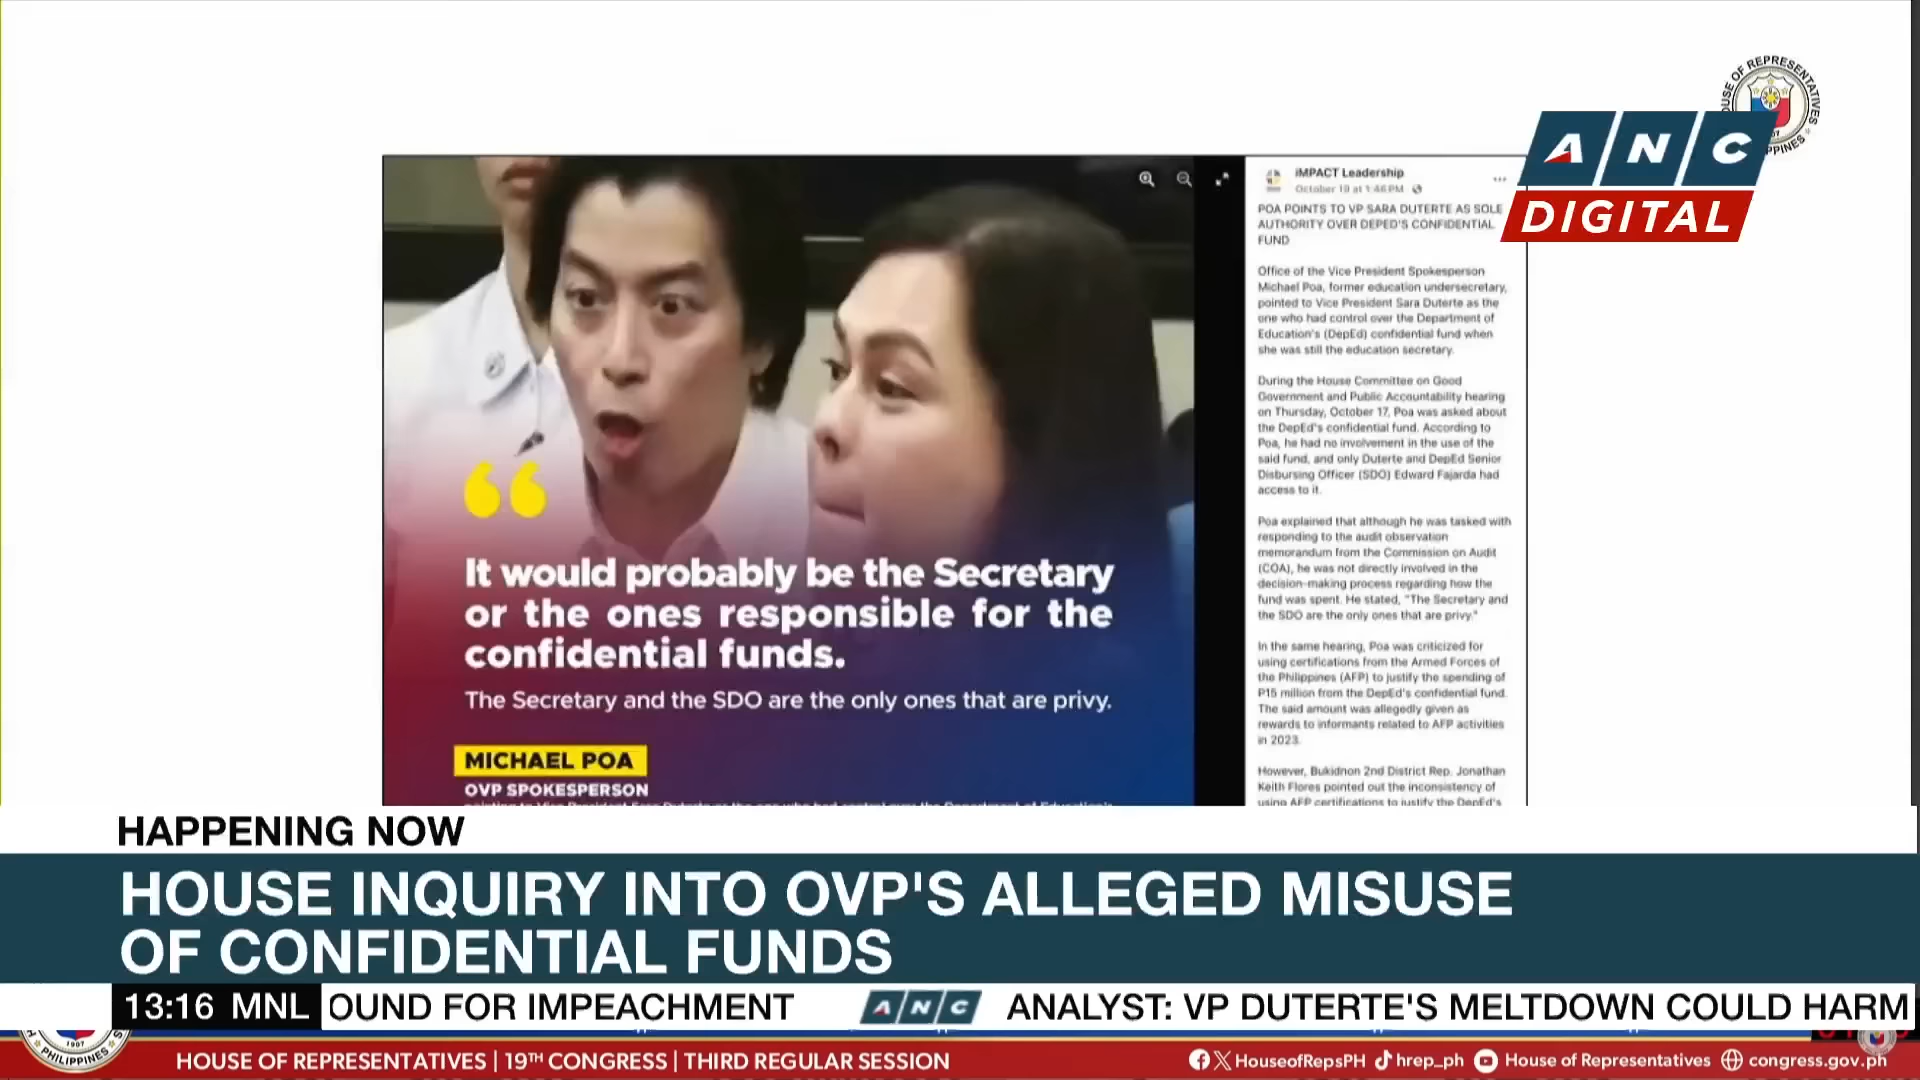 HOUSE OF REPRESENTATIVES
PHILIPPINES
ANC
DIGITAL
iMPACT Leadership
October 19 at 1:46 PM
POA POINTS TO VP SARA DUTERTE AS SOLE
AUTHORITY OVER DEPED'S CONFIDENTIAL
FUND
Office of the Vice President Spokesperson
Michael Poa, former education undersecretary,
pointed to Vice President Sara Duterte as the
one who had control over the Department of
Education's (DepEd) confidential fund when
she was still the education secretary.
During the House Committee on Good
Government and Public Accountability hearing
on Thursday, October 17, Poa was asked about
the DepEd's confidential fund. According to
Poa, he had no involvement in the use of the
said fund, and only Duterte and DepEd Senior
Disbursing Officer (SDO) Edward Fajarda had
access to it.
Poa explained that although he was tasked with
responding to the audit observation
memorandum from the Commission on Audit
(COA), he was not directly involved in the
decision-making process regarding how the
fund was spent. He stated, "The Secretary and
the SDO are the only ones that are privy."
In the same hearing, Poa was criticized for
using certifications from the Armed Forces of
the Philippines (AFP) to justify the spending of
P15 million from the DepEd's confidential fund.
The said amount was allegedly given as
rewards to informants related to AFP activities
in 2023.
However, Bukidnon 2nd District Rep. Jonathan
Keith Flores pointed out the inconsistency of
using AFP certifications to justify the DepEd's
“
It would probably be the Secretary
or the ones responsible for the
confidential funds.
The Secretary and the SDO are the only ones that are privy.
MICHAEL POA
OVP SPOKESPERSON
HAPPENING NOW
HOUSE INQUIRY INTO OVP'S ALLEGED MISUSE
OF CONFIDENTIAL FUNDS
13:16 MNL OUND FOR IMPEACHMENT ANC ANALYST: VP DUTERTE'S MELTDOWN COULD HARM
1907
PHILIPPINES
HOUSE OF REPRESENTATIVES | 19TH CONGRESS | THIRD REGULAR SESSION
HouseofRepsPH hrep_ph House of Representatives congress.gov.ph